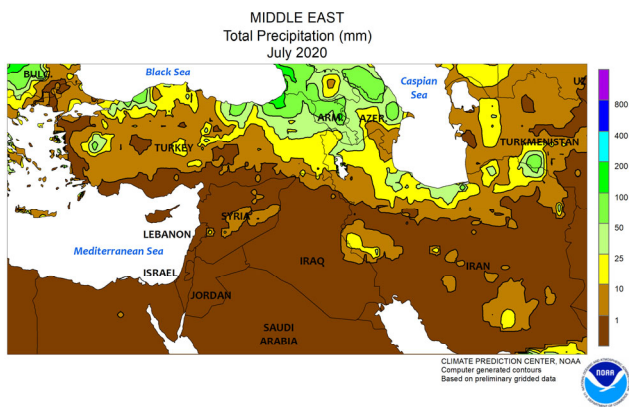 MIDDLE EAST
Total Precipitation (mm)
July 2020
BULG.
Black Sea
Caspian
Sea
ARM.
AZER.
TURKMENISTAN
TURKEY
SYRIA
LEBANON
Mediterranean Sea
ISRAEL
IRAQ
IRAN
JORDAN
SAUDI
ARABIA
800
400
200
100
50
25
10
1
CLIMATE PREDICTION CENTER, NOAA
Computer generated contours
Based on preliminary gridded data
NOAA